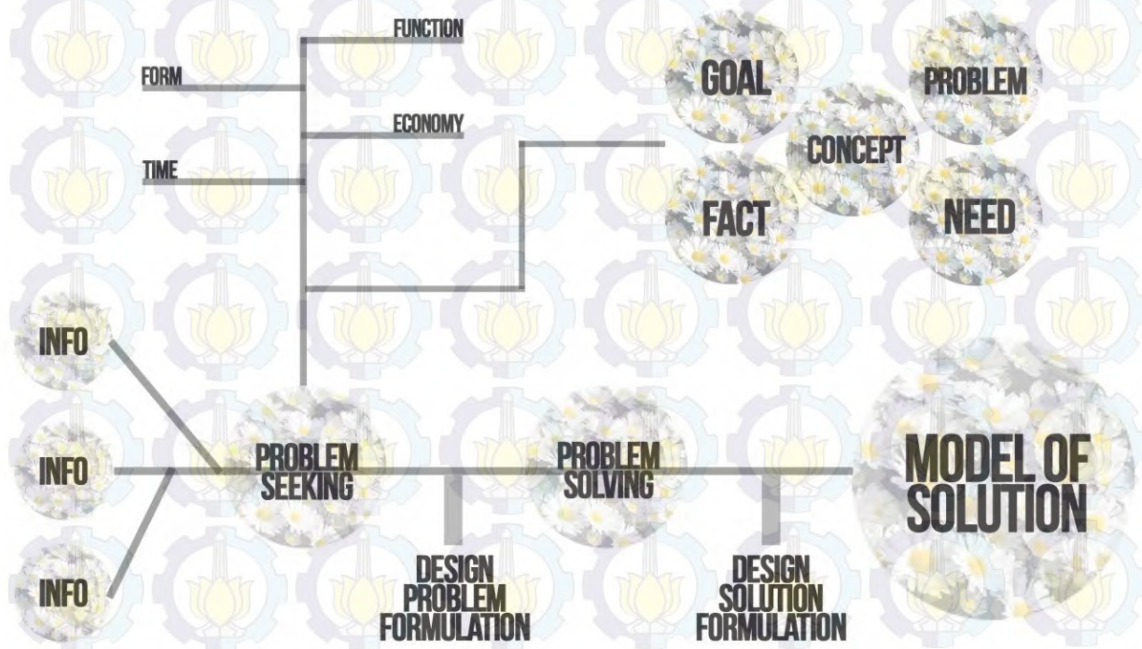 FUNCTION
FORM
ECONOMY
TIME
GOAL
PROBLEM
CONCEPT
FACT
NEED
INFO
INFO
INFO
PROBLEM
SEEKING
PROBLEM
SOLVING
MODEL OF
SOLUTION
DESIGN
PROBLEM
FORMULATION
DESIGN
SOLUTION
FORMULATION